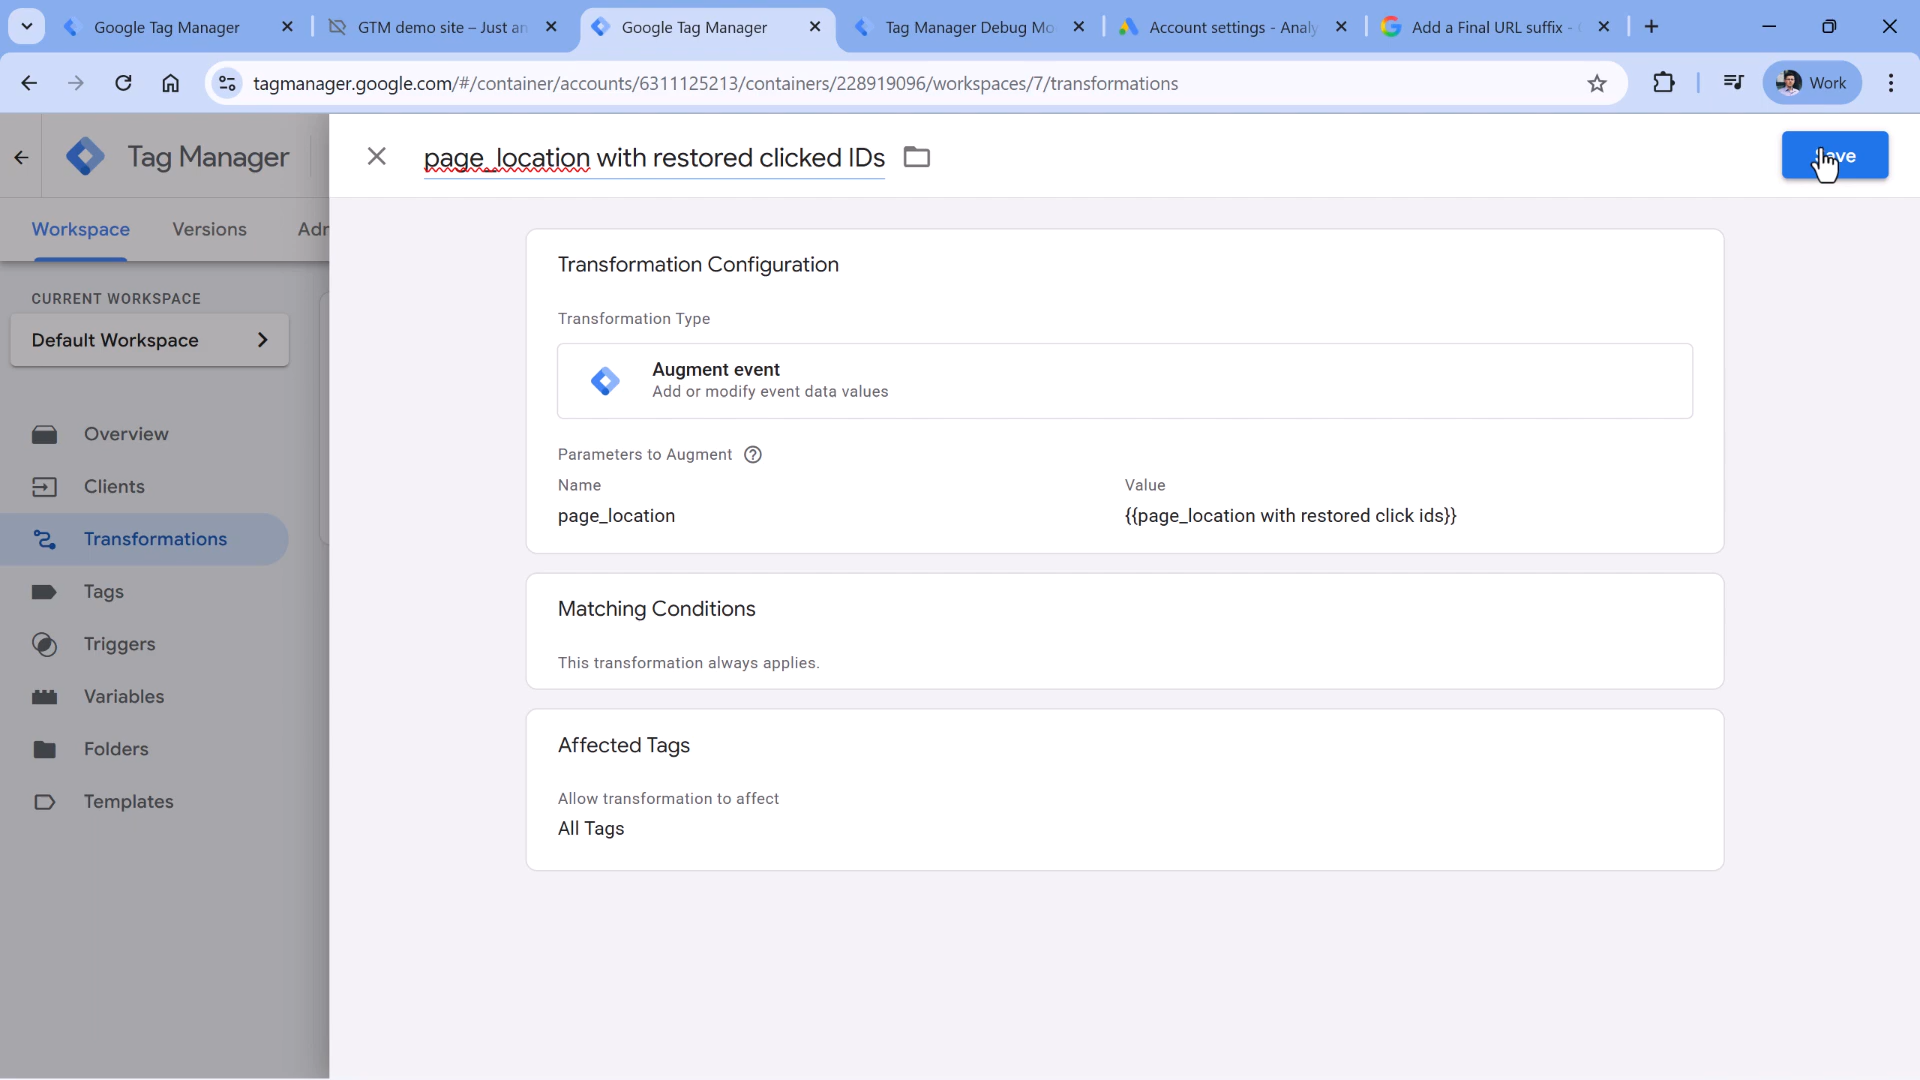 Google Tag Manager
GTM demo site – Just an
Google Tag Manager
Tag Manager Debug Mo
Account settings - Analy
Add a Final URL suffix -
tagmanager.google.com/#/container/accounts/6311125213/containers/228919096/workspaces/7/transformations
Work
Tag Manager
page_location with restored clicked IDs
Save
Workspace
Versions
Adm
CURRENT WORKSPACE
Default Workspace
Overview
Clients
Transformations
Tags
Triggers
Variables
Folders
Templates
Transformation Configuration
Transformation Type
Augment event
Add or modify event data values
Parameters to Augment
Name
Value
page_location
{{page_location with restored click ids}}
Matching Conditions
This transformation always applies.
Affected Tags
Allow transformation to affect
All Tags